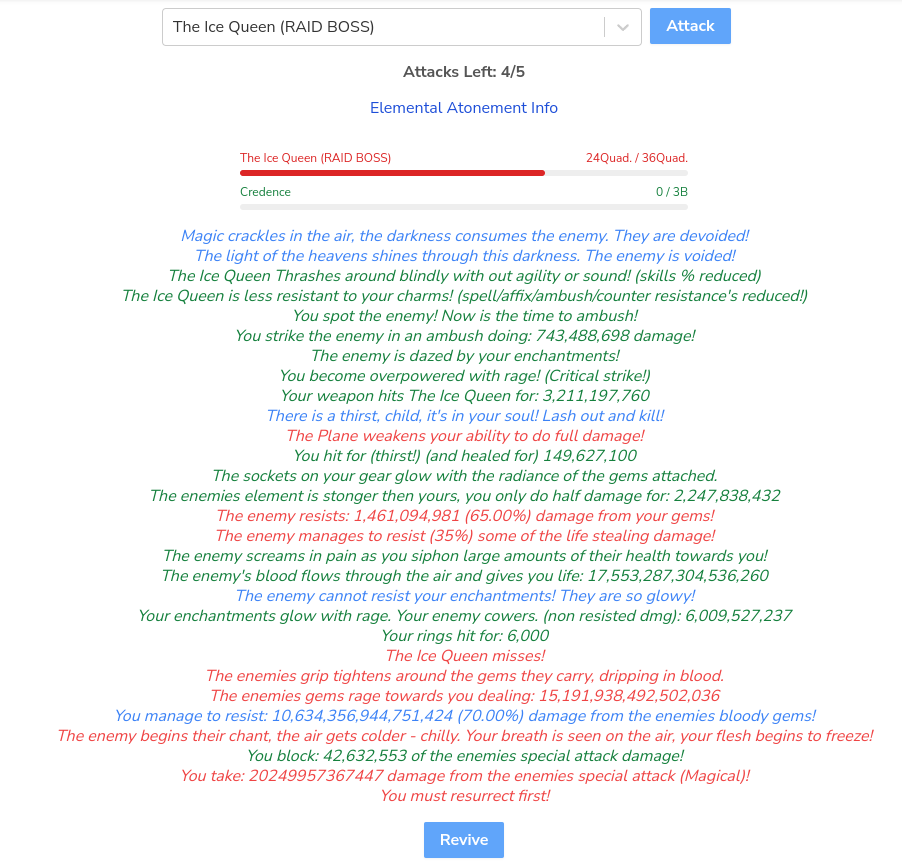 The Ice Queen (RAID BOSS)
Attack
Attacks Left: 4/5
Elemental Atonement Info
The Ice Queen (RAID BOSS) 24Quad. / 36Quad.
Credence 0 / 3B
Magic crackles in the air, the darkness consumes the enemy. They are devoided!
The light of the heavens shines through this darkness. The enemy is voided!
The Ice Queen Thrashes around blindly with out agility or sound! (skills % reduced)
The Ice Queen is less resistant to your charms! (spell/affix/ambush/counter resistance's reduced!)
You spot the enemy! Now is the time to ambush!
You strike the enemy in an ambush doing: 743,488,698 damage!
The enemy is dazed by your enchantments!
You become overpowered with rage! (Critical strike!)
Your weapon hits The Ice Queen for: 3,211,197,760
There is a thirst, child, it's in your soul! Lash out and kill!
The Plane weakens your ability to do full damage!
You hit for (thirst!) (and healed for) 149,627,100
The sockets on your gear glow with the radiance of the gems attached.
The enemies element is stonger then yours, you only do half damage for: 2,247,838,432
The enemy resists: 1,461,094,981 (65.00%) damage from your gems!
The enemy manages to resist (35%) some of the life stealing damage!
The enemy screams in pain as you siphon large amounts of their health towards you!
The enemy's blood flows through the air and gives you life: 17,553,287,304,536,260
The enemy cannot resist your enchantments! They are so glowy!
Your enchantments glow with rage. Your enemy cowers. (non resisted dmg): 6,009,527,237
Your rings hit for: 6,000
The Ice Queen misses!
The enemies grip tightens around the gems they carry, dripping in blood.
The enemies gems rage towards you dealing: 15,191,938,492,502,036
You manage to resist: 10,634,356,944,751,424 (70.00%) damage from the enemies bloody gems!
The enemy begins their chant, the air gets colder - chilly. Your breath is seen on the air, your flesh begins to freeze!
You block: 42,632,553 of the enemies special attack damage!
You take: 20249957367447 damage from the enemies special attack (Magical)!
You must resurrect first!
Revive